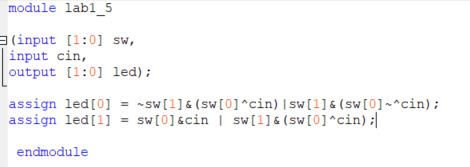 module lab1_5
(input [1:0] sw,
input cin,
output [1:0] led);
assign led[0] = ~sw[1]&(sw[0]^cin)|sw[1]&(sw[0]~^cin);
assign led[1] = sw[0]&cin | sw[1]&(sw[0]^cin);
endmodule